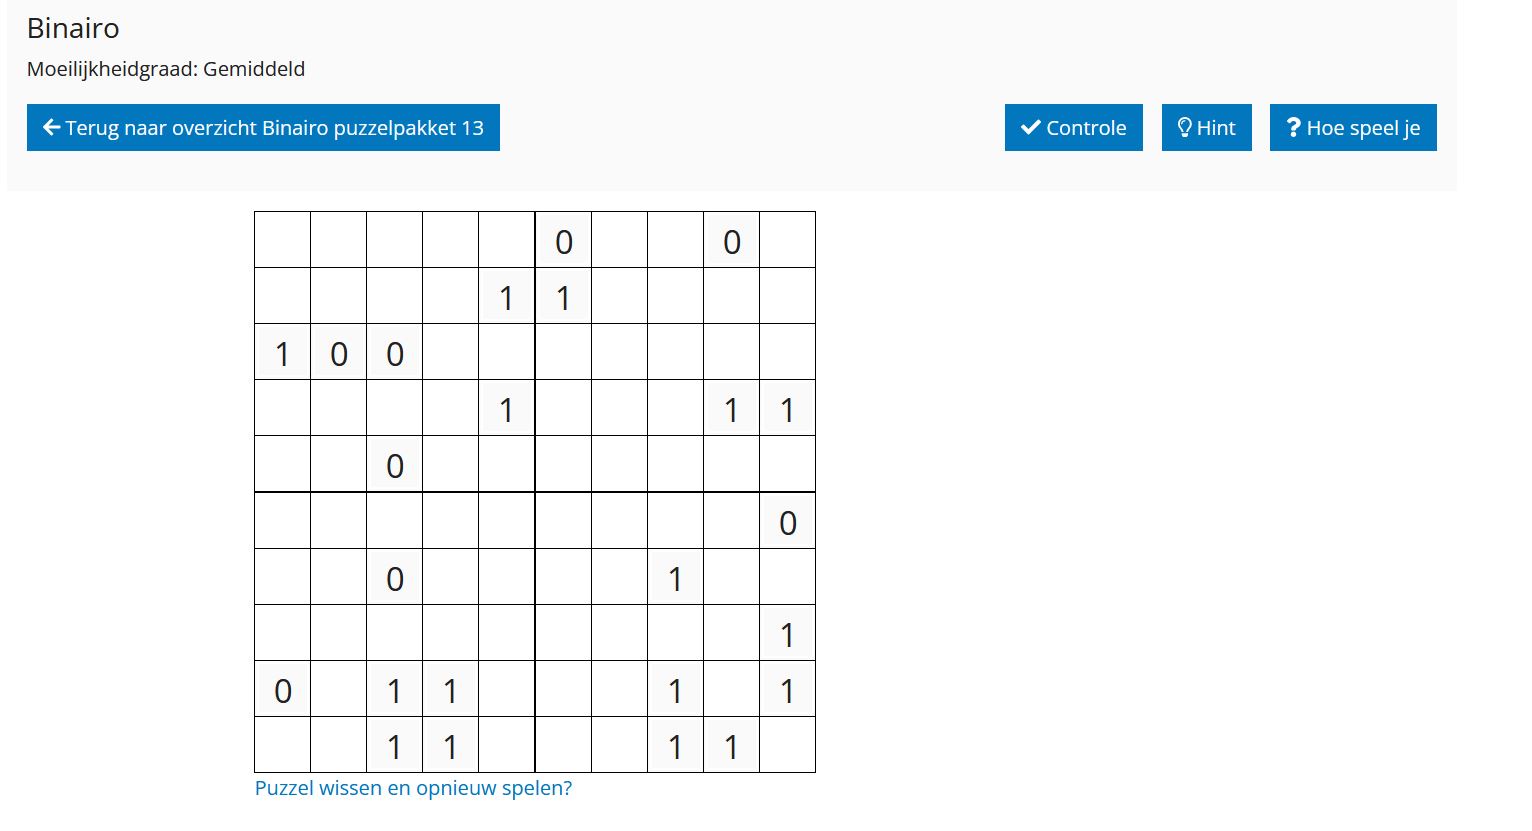 Binairo
Moeilijkheidgraad: Gemiddeld
Terug naar overzicht Binairo puzzelpakket 13 Controle Hint ? Hoe speel je
0 0
1 1
1 0 0
1 1 1
0
0
0 1
1
0 1 1 1 1
1 1 1 1
Puzzel wissen en opnieuw spelen?